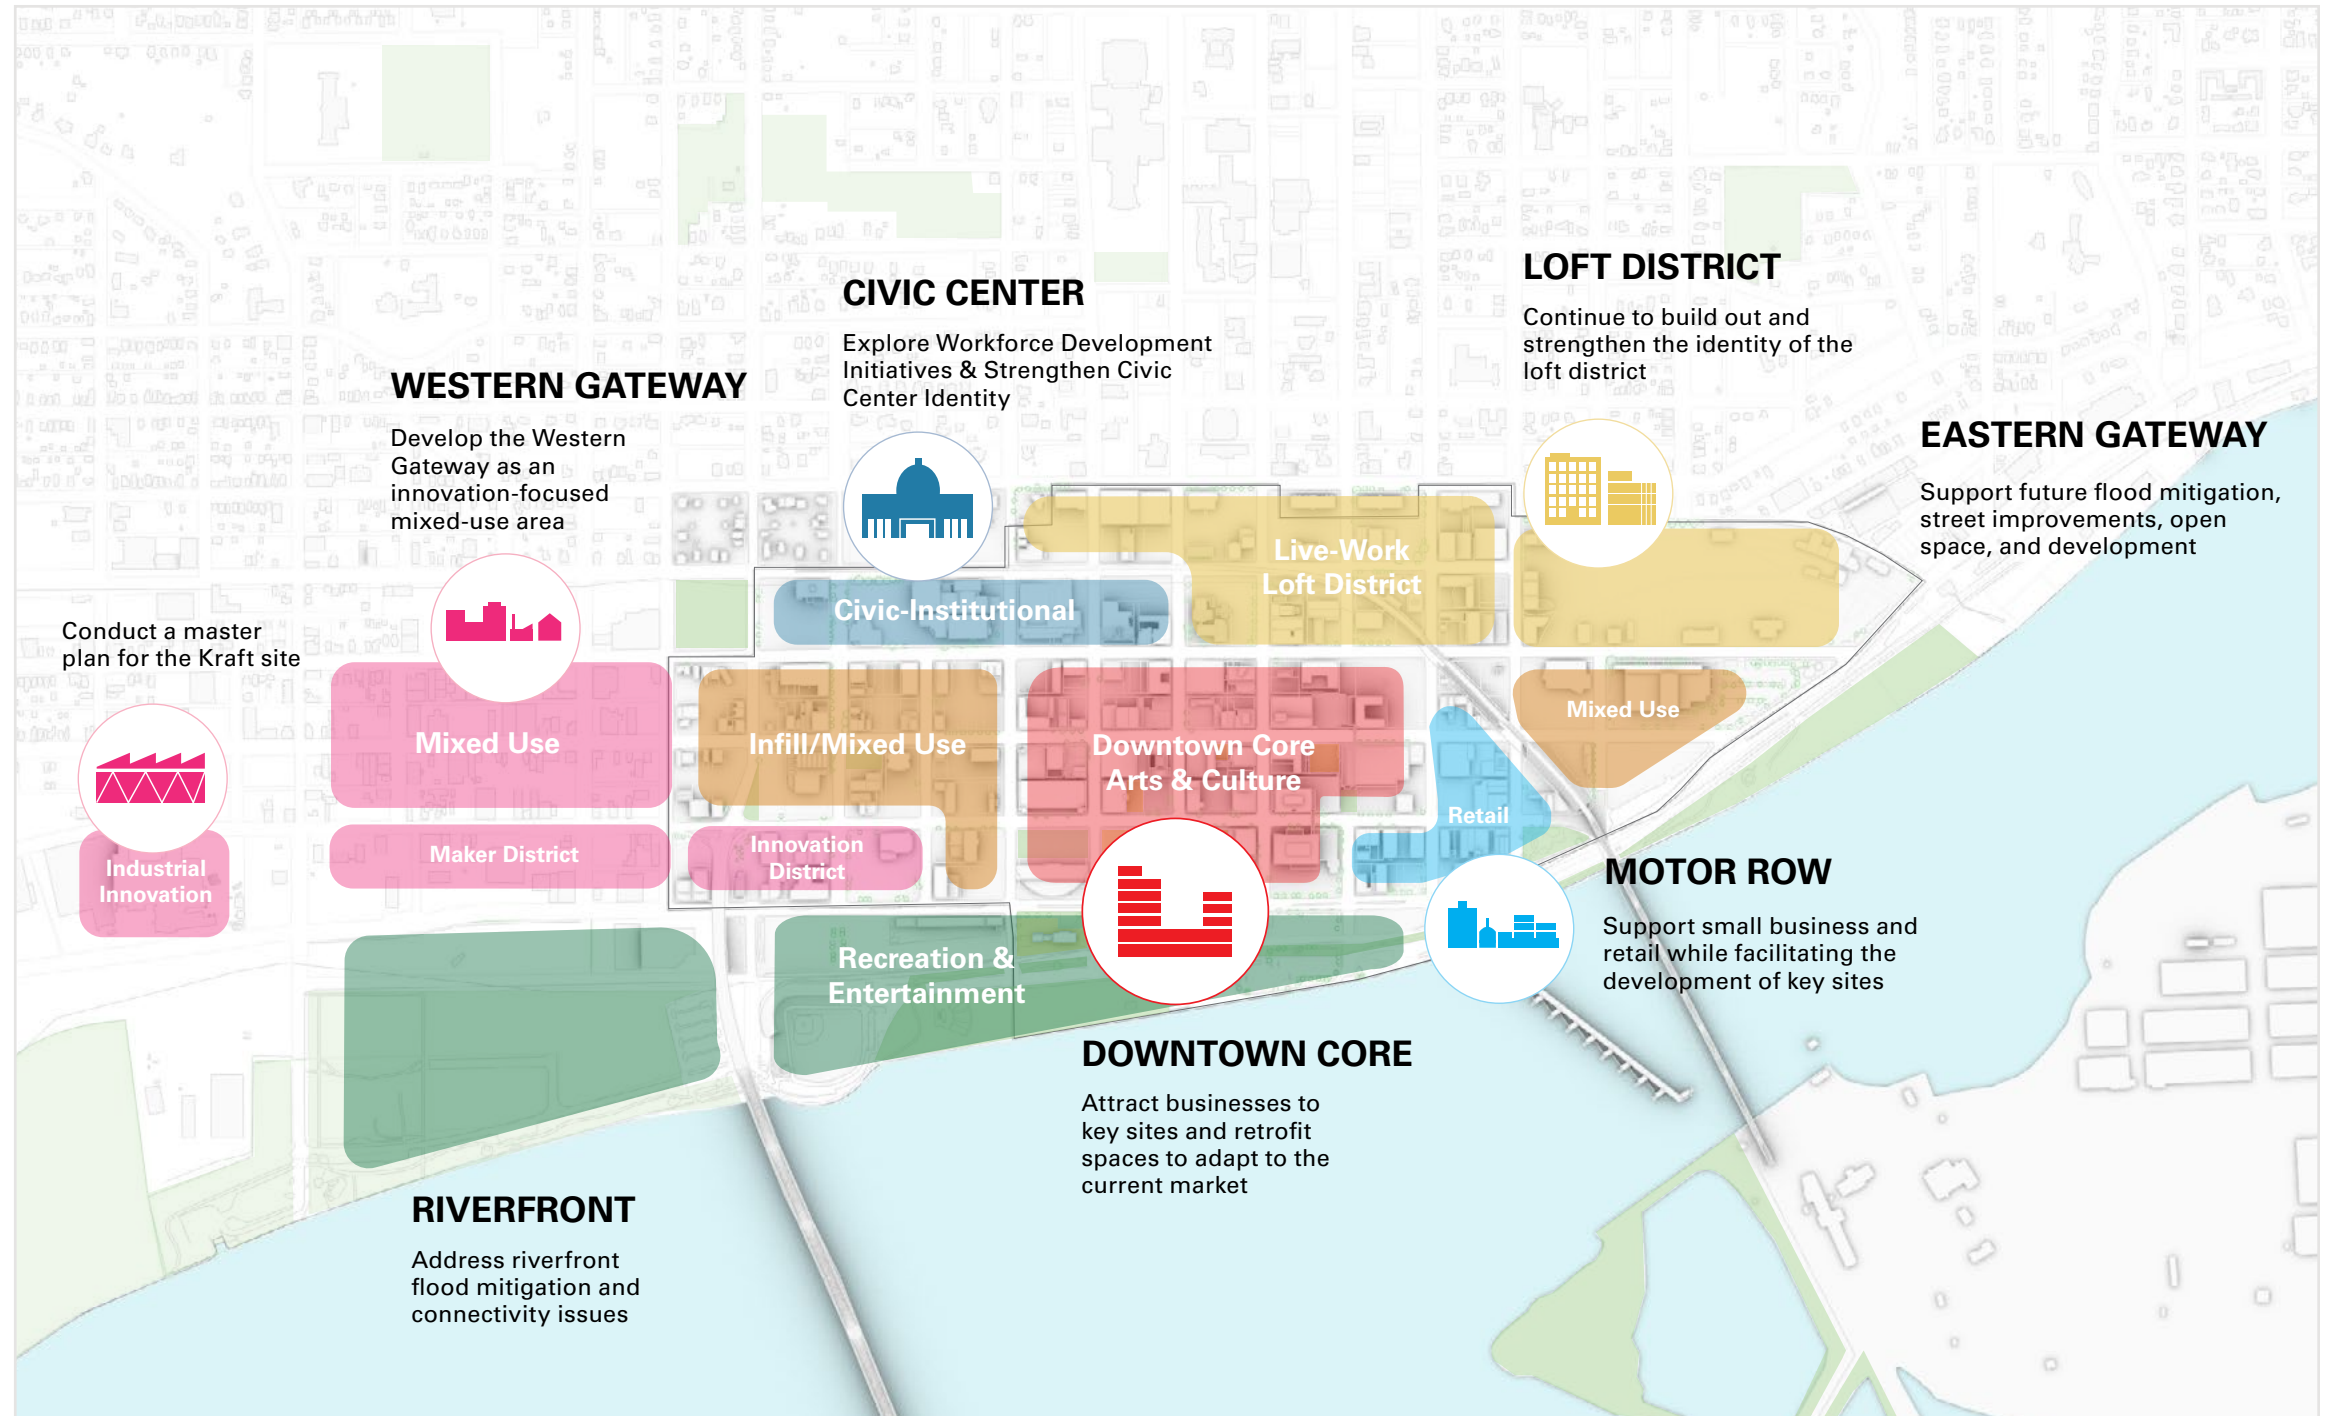 LOFT DISTRICT
Continue to build out and
strengthen the identity of the
loft district
CIVIC CENTER
Explore Workforce Development
Initiatives & Strengthen Civic
Center Identity
WESTERN GATEWAY
Develop the Western
Gateway as an
innovation-focused
mixed-use area
EASTERN GATEWAY
Support future flood mitigation,
street improvements, open
space, and development
Conduct a master
plan for the Kraft site
Live-Work
Loft District
Civic-Institutional
Mixed Use
Infill/Mixed Use
Downtown Core
Arts & Culture
Mixed Use
Retail
Industrial
Innovation
Maker District
Innovation
District
MOTOR ROW
Support small business and
retail while facilitating the
development of key sites
Recreation &
Entertainment
DOWNTOWN CORE
Attract businesses to
key sites and retrofit
spaces to adapt to the
current market
RIVERFRONT
Address riverfront
flood mitigation and
connectivity issues